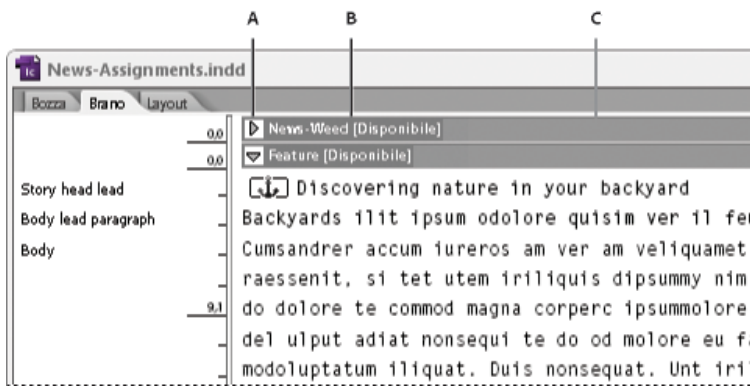 A B C
Ic News-Assignments.indd
Bozza Brano Layout
0,0 News-Weed [Disponibile]
0,0 Feature [Disponibile]
Story head lead Discovering nature in your backyard
Body lead paragraph Backyards ilit ipsum odolore quisim ver il feu
Body Cumsandrer accum iureros am ver am veliquamet
raessenit, si tet utem iriliquis dipsummy nim
9,1 do dolore te commod magna corperc ipsummolore
del ulput adiat nonsequi te do od molore eu
modoluptatum iliquat. Duis nonsequat. Unt